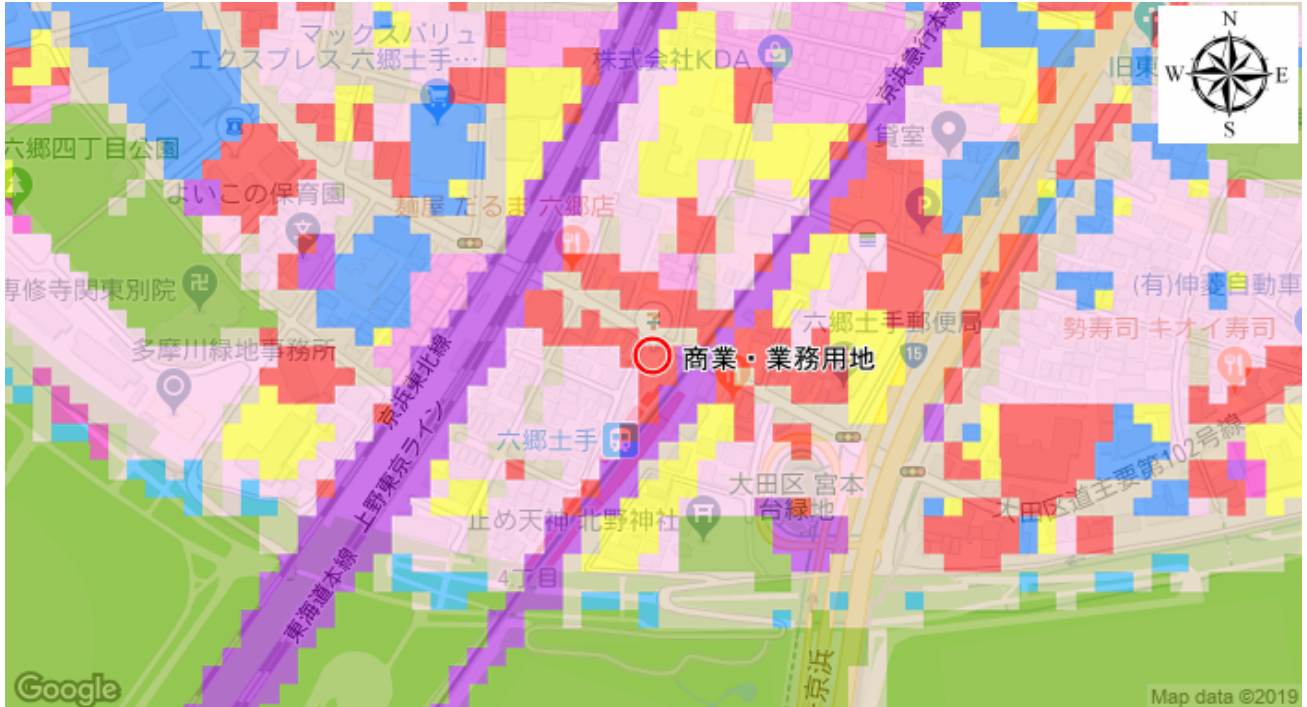 マックスバリュ
エクスプレス 六郷土手…
株式会社KDA
京浜急行本線
旧東
N
W
E
S
六郷四丁目公園
よいこの保育園
麺屋 だるま 六郷店
貸室
P
専修寺関東別院
(有)伸菱自動車
六郷土手郵便局
勢寿司 キオイ寿司
15
多摩川緑地事務所
商業・業務用地
京浜東北線
上野東京ライン
六郷土手
大田区 宮本
台緑地
大田区道主要第102号線
止め天神 北野神社
4丁目
東海道本線
京浜
Google
Map data ©2019